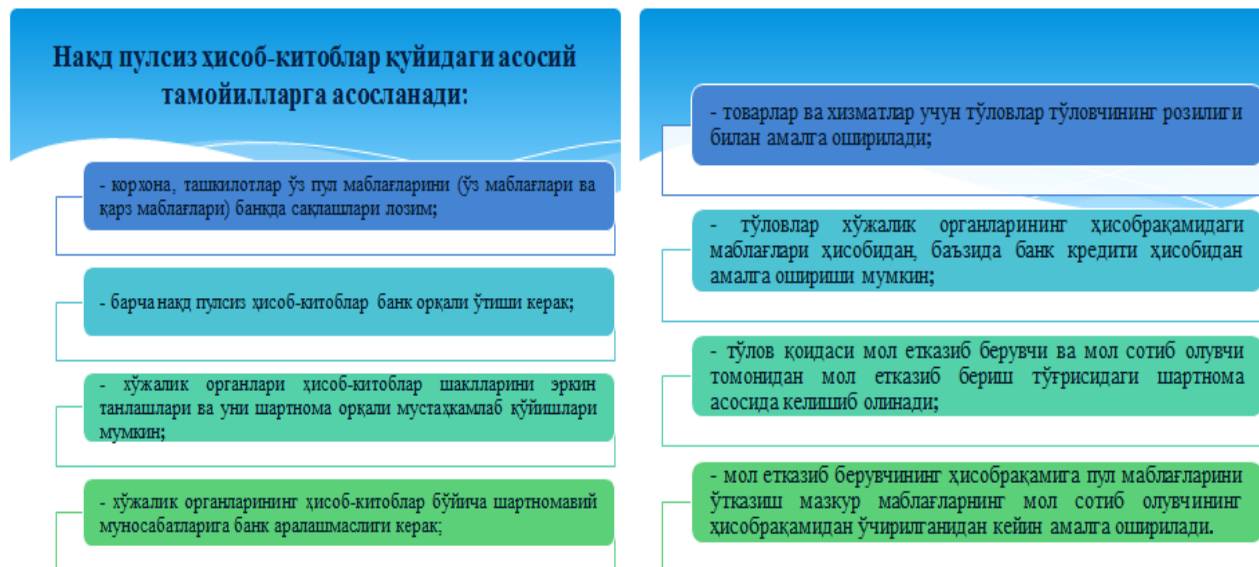 Нақд пулсиз ҳисоб-китоблар қуйидаги асосий
тамойилларга асосланади:
- корхона, ташкилотлар ўз пул маблағларини (ўз маблағлари ва
қарз маблағлари) банкда сақлашлари лозим;
- барча нақд пулсиз ҳисоб-китоблар банк орқали ўтиши керак;
- хўжалик органлари ҳисоб-китоблар шаклларини эркин
танлашлари ва уни шартнома орқали мустаҳкамлаб қўйишлари
мумкин;
- хўжалик органларининг ҳисоб-китоблар бўйича шартномавий
муносабатларига банк аралашмаслиги керак;
- товарлар ва хизматлар учун тўловлар тўловчининг розилиги
билан амалга оширилади;
- тўловлар хўжалик органларининг ҳисобрақамидаги
маблағлари ҳисобидан, баъзида банк кредити ҳисобидан
амалга ошириши мумкин;
- тўлов қоидаси мол етказиб берувчи ва мол сотиб олувчи
томонидан мол етказиб бериш тўғрисидаги шартнома
асосида келишиб олинади;
- мол етказиб берувчининг ҳисобрақамига пул маблағларини
ўтказиш мазкур маблағларнинг мол сотиб олувчининг
ҳисобрақамидан ўчирилганидан кейин амалга оширилади.